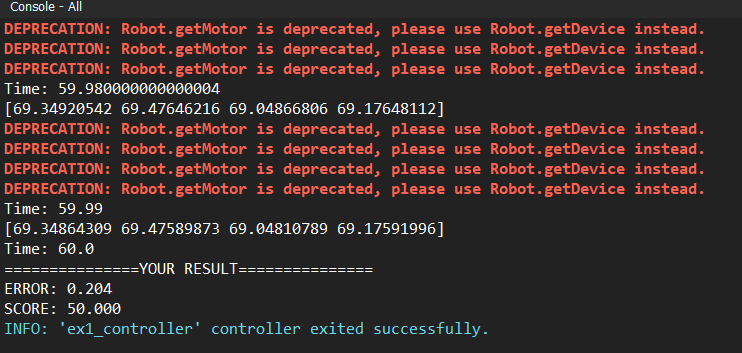 Console - All
DEPRECATION: Robot.getMotor is deprecated, please use Robot.getDevice instead.
DEPRECATION: Robot.getMotor is deprecated, please use Robot.getDevice instead.
DEPRECATION: Robot.getMotor is deprecated, please use Robot.getDevice instead.
Time: 59.980000000000004
[69.34920542 69.47646216 69.04866806 69.17648112]
DEPRECATION: Robot.getMotor is deprecated, please use Robot.getDevice instead.
DEPRECATION: Robot.getMotor is deprecated, please use Robot.getDevice instead.
DEPRECATION: Robot.getMotor is deprecated, please use Robot.getDevice instead.
DEPRECATION: Robot.getMotor is deprecated, please use Robot.getDevice instead.
Time: 59.99
[69.34864309 69.47589873 69.04810789 69.17591996]
Time: 60.0
===============YOUR RESULT===============
ERROR: 0.204
SCORE: 50.000
INFO: 'ex1_controller' controller exited successfully.